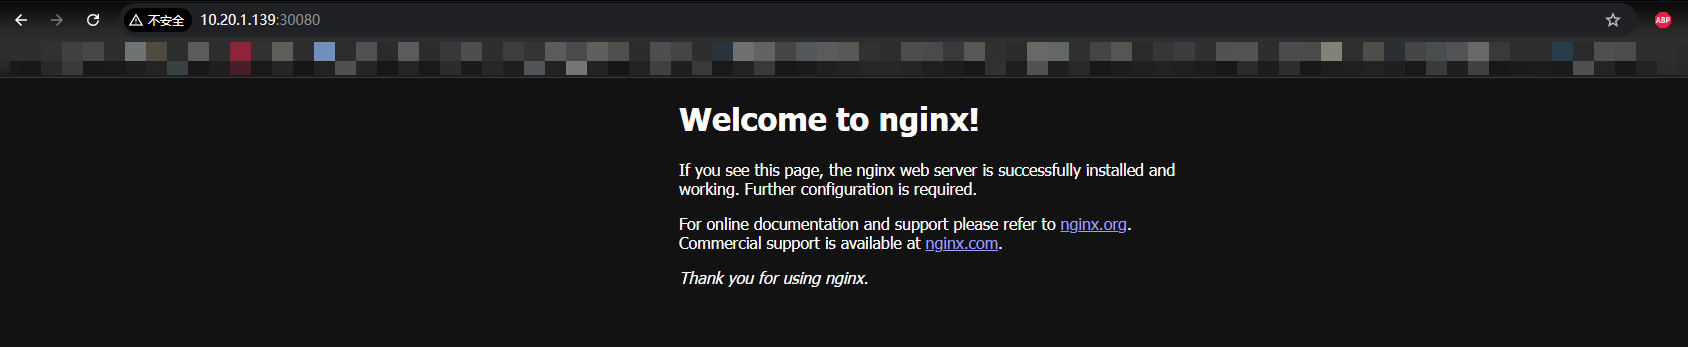 不安全 10.20.1.139:30080 ABP
Welcome to nginx!
If you see this page, the nginx web server is successfully installed and
working. Further configuration is required.
For online documentation and support please refer to nginx.org.
Commercial support is available at nginx.com.
Thank you for using nginx.